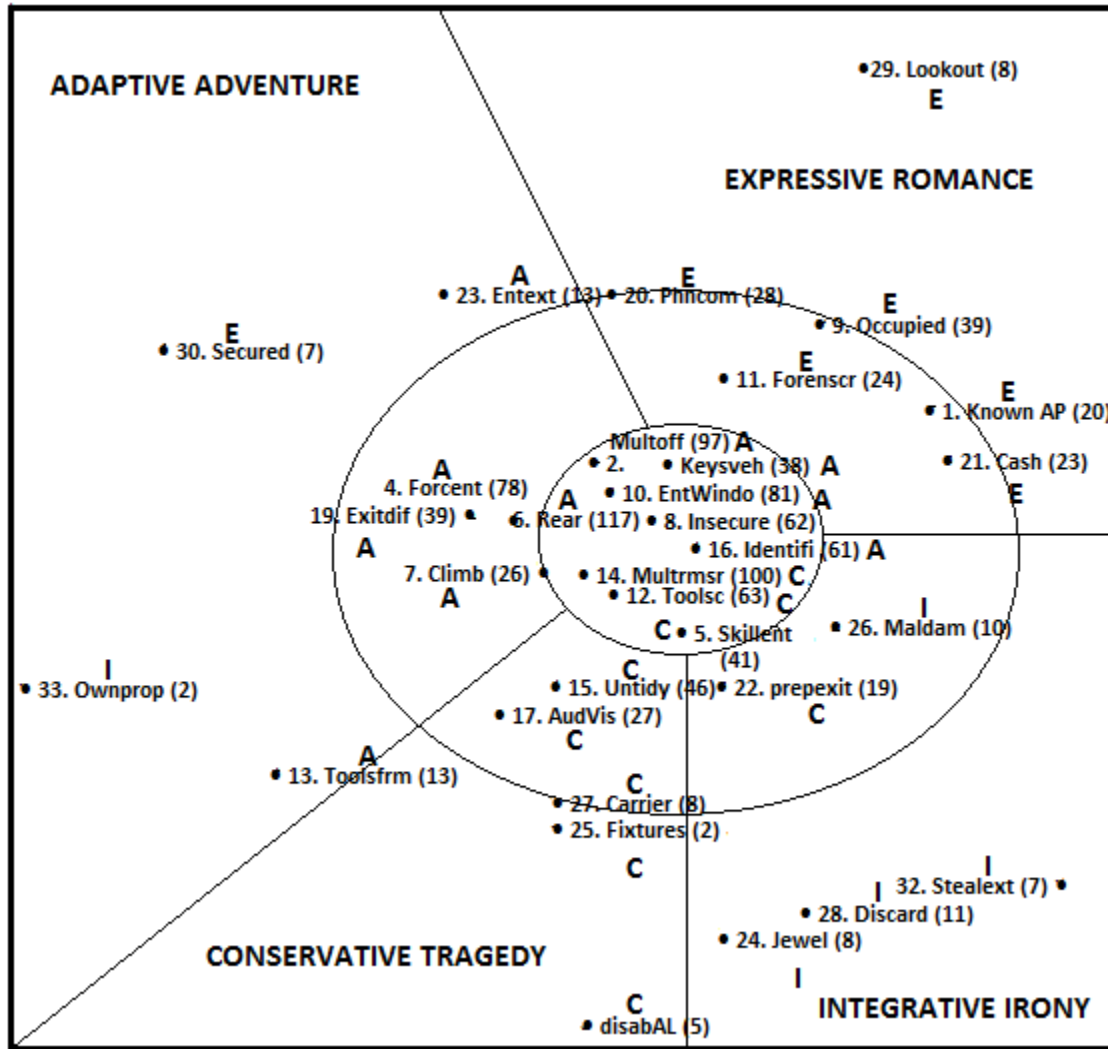 29. Lookout (8)
E
ADAPTIVE ADVENTURE
EXPRESSIVE ROMANCE
A
E
23. Entext (13)
20. Phncom (28)
E
9. Occupied (39)
E
30. Secured (7)
E
11. Forenscr (24)
E
1. Known AP (20)
Multoff (97) A
2.
Keysveh (38) A
21. Cash (23)
E
A
4. Forcent (78)
A
10. EntWindo (81)
A
19. Exitdif (39)
6. Rear (117)
8. Insecure (62)
A
16. Identifi (61) A
7. Climb (26)
A
14. Multrmsr (100) C
12. Toolsc (63) C
C
5. Skillent
(41)
I
26. Maldam (10)
I
33. Ownprop (2)
C
15. Untidy (46)
22. prepexit (19)
C
17. AudVis (27)
C
A
13. Toolsfrm (13)
C
27. Carrier (8)
25. Fixtures (2)
C
I
32. Stealext (7)
I
28. Discard (11)
24. Jewel (8)
I
CONSERVATIVE TRAGEDY
C
disabAL (5)
INTEGRATIVE IRONY